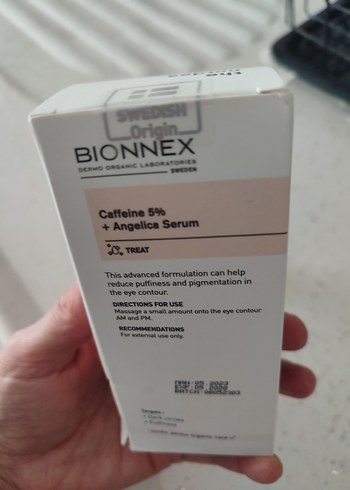 SWEDISH
Origin
BIONNEX
DERMO ORGANIC LABORATORIES
SWEDEN
Caffeine 5%
+ Angelica Serum
TREAT
This advanced formulation can help
reduce puffiness and pigmentation in
the eye contour.
DIRECTIONS FOR USE
Massage a small amount onto the eye contour
AM and PM.
RECOMMENDATIONS
For external use only.
Targets :